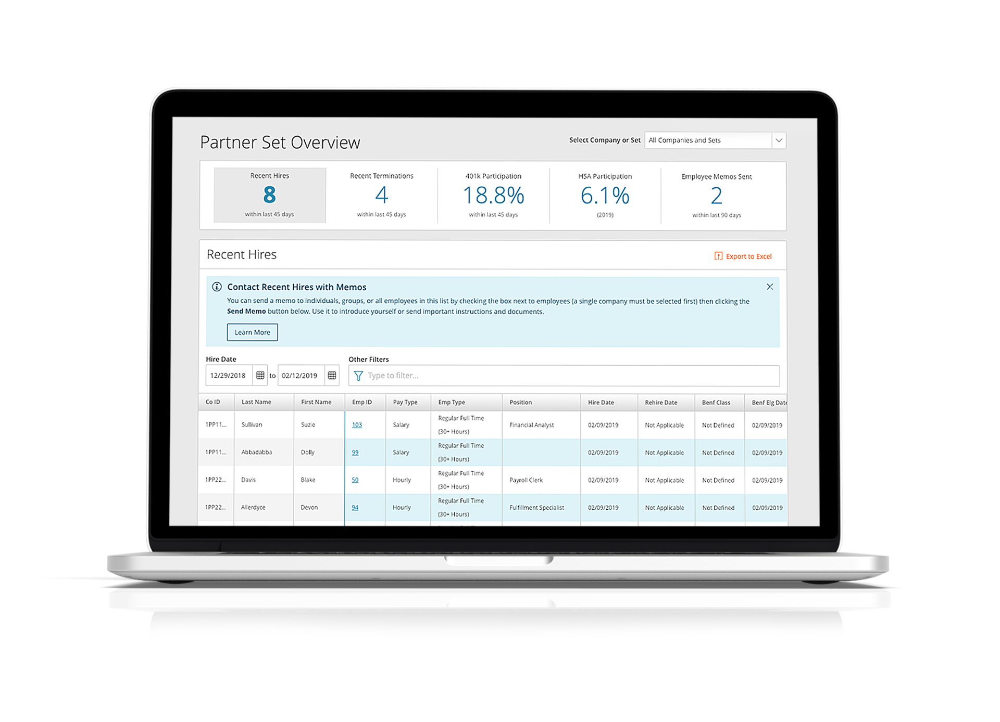 Partner Set Overview
Select Company or Set
All Companies and Sets
Recent Hires
8
within last 45 days
Recent Terminations
4
within last 45 days
401k Participation
18.8%
within last 45 days
HSA Participation
6.1%
(2019)
Employee Memos Sent
2
within last 90 days
Recent Hires
Export to Excel
Contact Recent Hires with Memos
You can send a memo to individuals, groups, or all employees in this list by checking the box next to employees (a single company must be selected first) then clicking the
Send Memo button below. Use it to introduce yourself or send important instructions and documents.
Learn More
Hire Date
12/29/2018 to 02/12/2019
Other Filters
Type to filter...
Co ID Last Name First Name Emp ID Pay Type Emp Type Position Hire Date Rehire Date Benf Class Benf Elg Date
1PP11... Sullivan Suzie 103 Salary Regular Full Time (30+ Hours) Financial Analyst 02/09/2019 Not Applicable Not Defined 02/09/2019
1PP11... Abbadabba Dolly 99 Salary Regular Full Time (30+ Hours) 02/09/2019 Not Applicable Not Defined 02/09/2019
1PP22... Davis Blake 50 Hourly Regular Full Time (30+ Hours) Payroll Clerk 02/09/2019 Not Applicable Not Defined 02/09/2019
1PP22... Allerdyce Devon 94 Hourly Regular Full Time (30+ Hours) Fulfillment Specialist 02/09/2019 Not Applicable Not Defined 02/09/2019